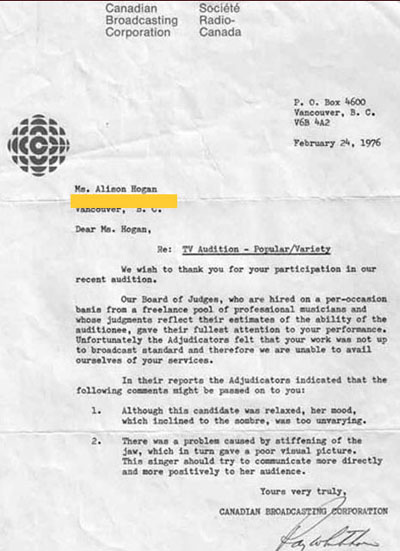 Canadian Broadcasting Corporation
Société Radio-Canada
P. O. Box 4600
Vancouver, B. C.
V6B 4A2
February 24, 1976
Ms. Alison Hogan
Vancouver, B. C.
Dear Ms. Hogan,
Re: TV Audition - Popular/Variety
We wish to thank you for your participation in our
recent audition.
Our Board of Judges, who are hired on a per-occasion
basis from a freelance pool of professional musicians and
whose judgments reflect their estimates of the ability of the
auditionee, gave their fullest attention to your performance.
Unfortunately the Adjudicators felt that your work was not up
to broadcast standard and therefore we are unable to avail
ourselves of your services.
In their reports the Adjudicators indicated that the
following comments might be passed on to you:
1. Although this candidate was relaxed, her mood,
which inclined to the sombre, was too unvarying.
2. There was a problem caused by stiffening of the
jaw, which in turn gave a poor visual picture.
This singer should try to communicate more directly
and more positively to her audience.
Yours very truly,
CANADIAN BROADCASTING CORPORATION